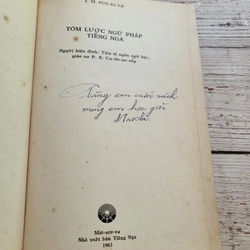 I. M. PUN-KI-NA
TÓM LƯỢC NGỮ PHÁP
TIẾNG NGA
Người hiệu đính: Tiến sĩ ngôn ngữ học,
giáo sư P. X. Cu-dơ-nê-xốp
Tặng em cuốn sách
mong em học giỏi
Mát-xcơ-va
Nhà xuất bản Tiếng Nga
1983